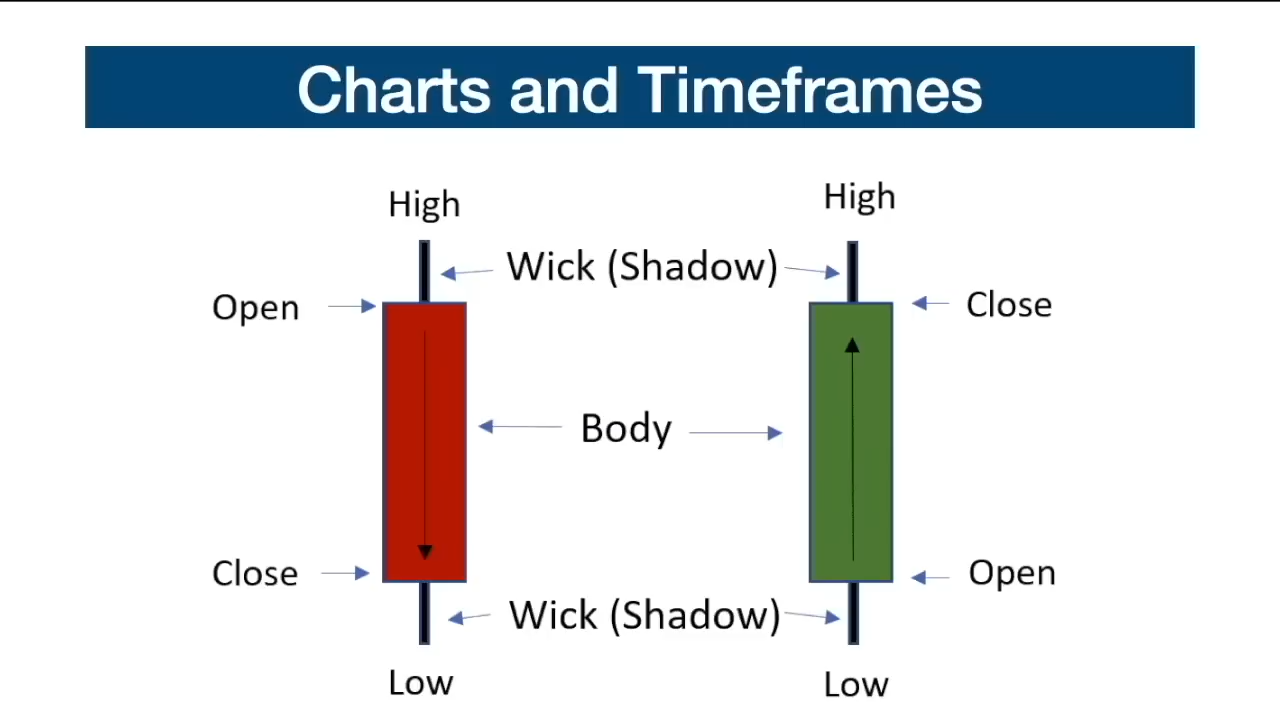 Charts and Timeframes
High
High
Wick (Shadow)
Open
Close
Body
Close
Open
Wick (Shadow)
Low
Low